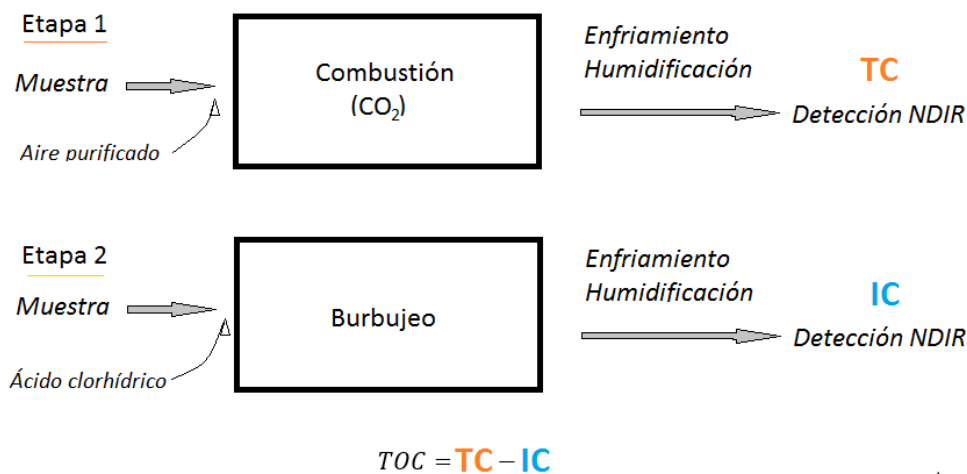 Etapa 1
Muestra
Aire purificado
Combustión
(CO₂)
Enfriamiento
Humidificación
TC
Detección NDIR
Etapa 2
Muestra
Ácido clorhídrico
Burbujeo
Enfriamiento
Humidificación
IC
Detección NDIR
TOC = TC − IC